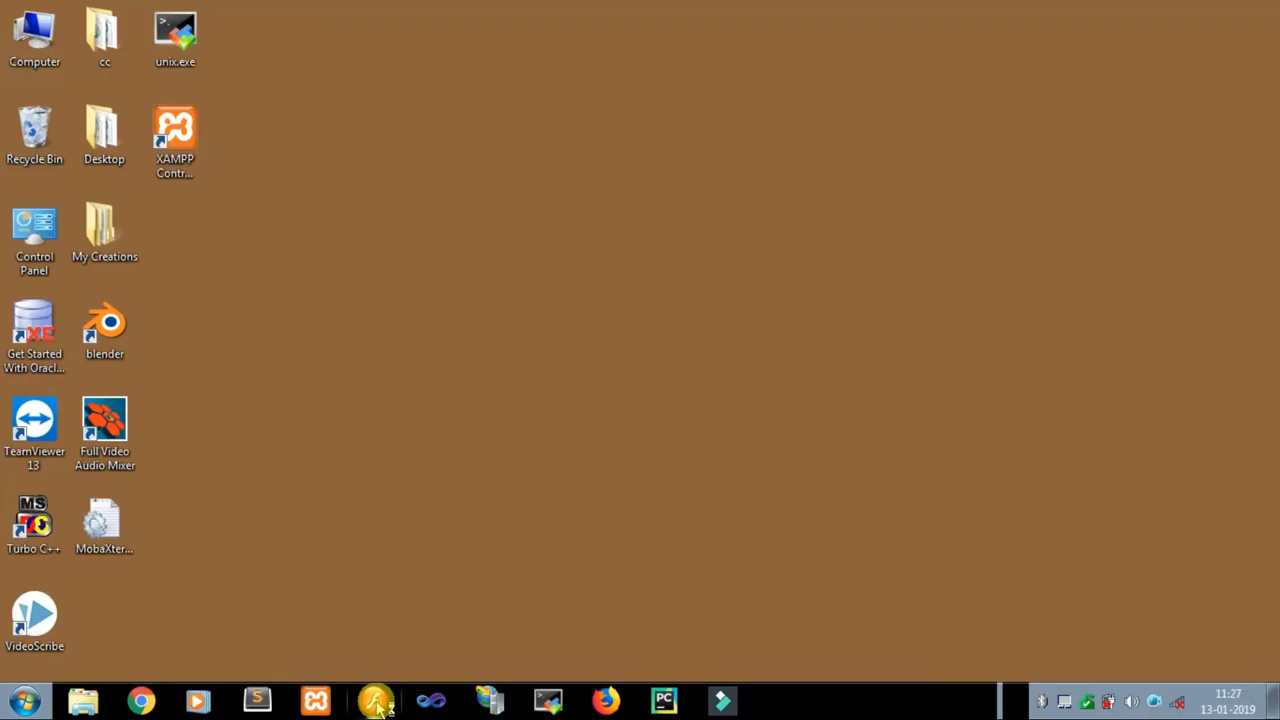 Computer
cc
unix.exe
Recycle Bin
Desktop
XAMPP
Contr...
Control
Panel
My Creations
XE
Get Started
With Oracl...
blender
TeamViewer
13
Full Video
Audio Mixer
MS
Turbo C++
MobaXter...
VideoScribe
S
PC
11:27
13-01-2019